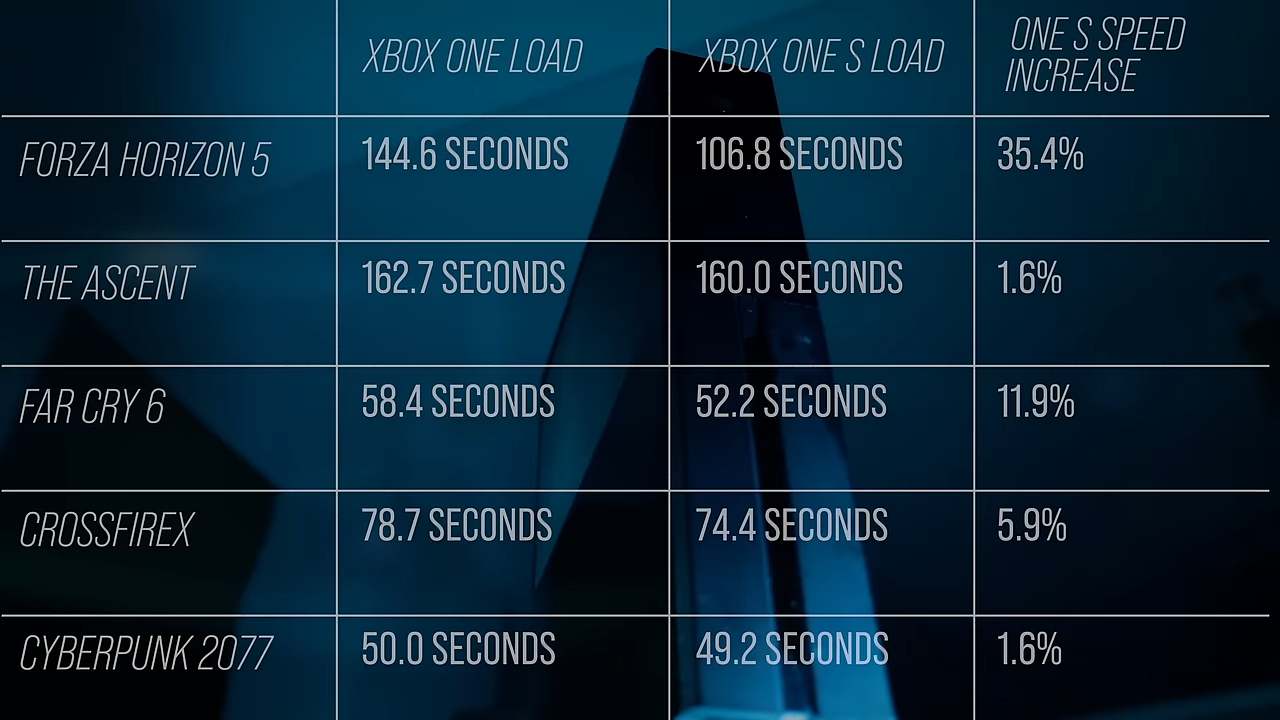 XBOX ONE LOAD
XBOX ONE S LOAD
ONE S SPEED
INCREASE
FORZA HORIZON 5
144.6 SECONDS
106.8 SECONDS
35.4%
THE ASCENT
162.7 SECONDS
160.0 SECONDS
1.6%
FAR CRY 6
58.4 SECONDS
52.2 SECONDS
11.9%
CROSSFIREX
78.7 SECONDS
74.4 SECONDS
5.9%
CYBERPUNK 2077
50.0 SECONDS
49.2 SECONDS
1.6%